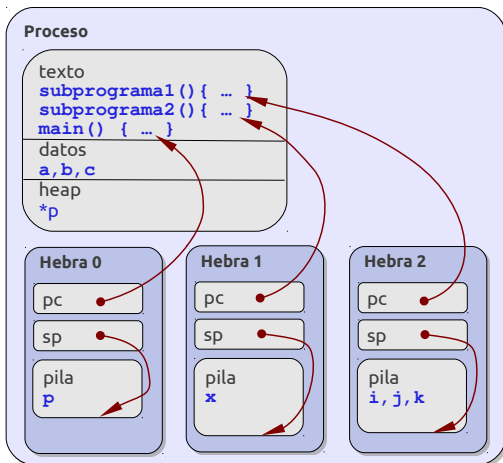 Proceso
texto
subprograma1(){ … }
subprograma2(){ … }
main() { … }
datos
a,b,c
heap
*p
Hebra 0
pc
sp
pila
p
Hebra 1
pc
sp
pila
x
Hebra 2
pc
sp
pila
i,j,k